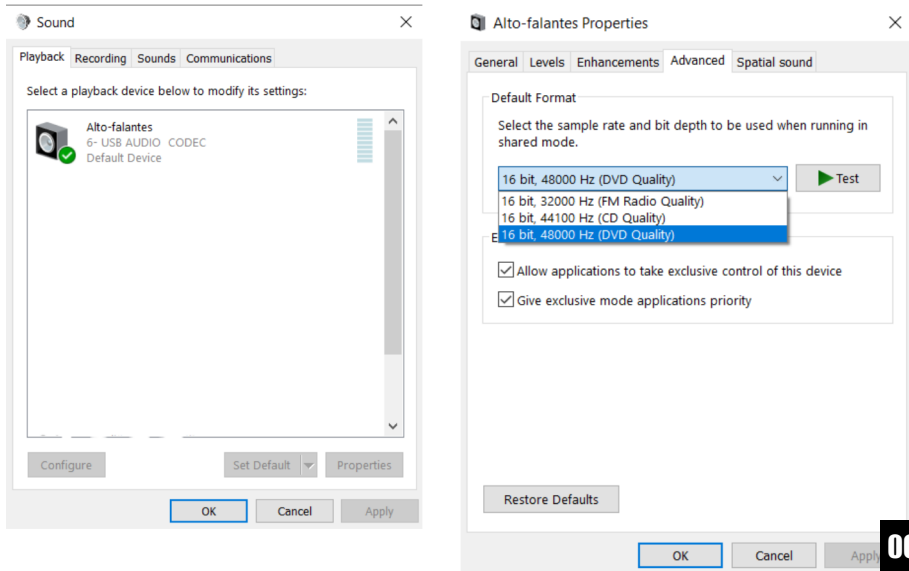 Sound
Playback Recording Sounds Communications
Select a playback device below to modify its settings:
Alto-falantes
6- USB AUDIO CODEC
Default Device
Configure
Set Default
Properties
OK
Cancel
Apply
Alto-falantes Properties
General Levels Enhancements Advanced Spatial sound
Default Format
Select the sample rate and bit depth to be used when running in
shared mode.
16 bit, 48000 Hz (DVD Quality)
Test
16 bit, 32000 Hz (FM Radio Quality)
16 bit, 44100 Hz (CD Quality)
16 bit, 48000 Hz (DVD Quality)
Allow applications to take exclusive control of this device
Give exclusive mode applications priority
Restore Defaults
OK
Cancel